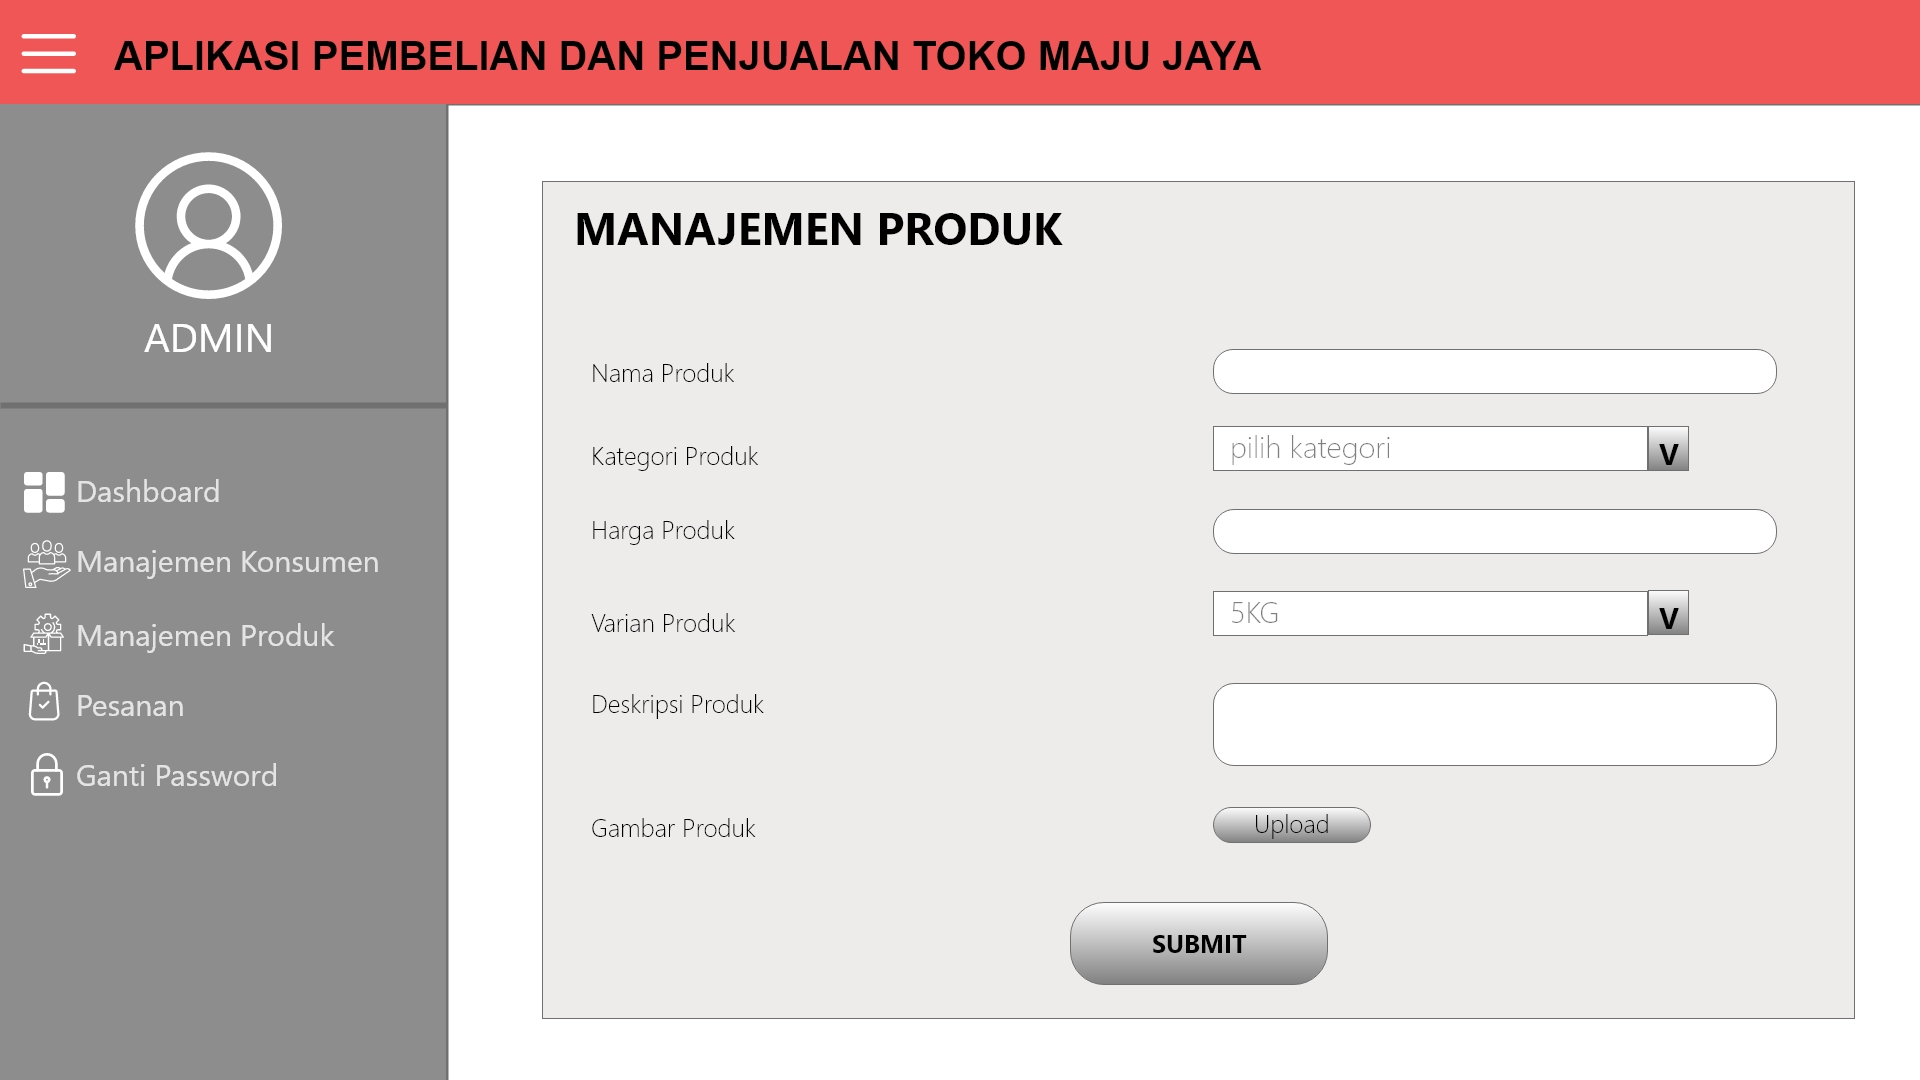 APLIKASI PEMBELIAN DAN PENJUALAN TOKO MAJU JAYA
ADMIN
Dashboard
Manajemen Konsumen
Manajemen Produk
Pesanan
Ganti Password
MANAJEMEN PRODUK
Nama Produk
Kategori Produk
pilih kategori
V
Harga Produk
Varian Produk
5KG
V
Deskripsi Produk
Gambar Produk
Upload
SUBMIT